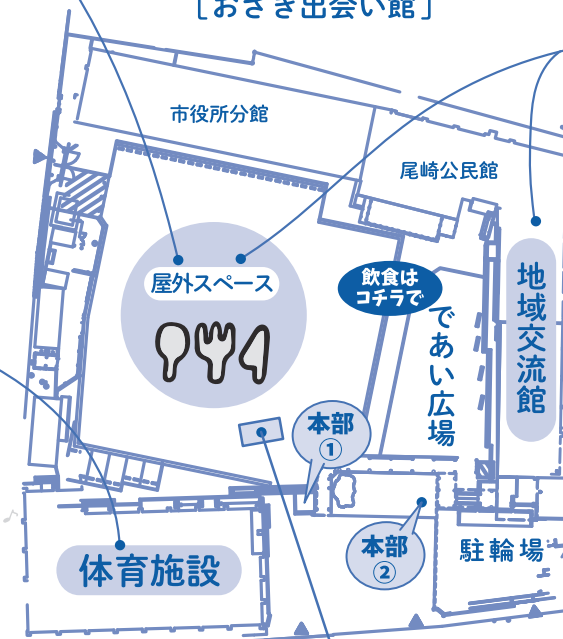 [おさき出会い館]
市役所分館
尾崎公民館
屋外スペース
飲食は
コチラで
であい広場
地域交流館
本部
①
本部
②
体育施設
駐輪場